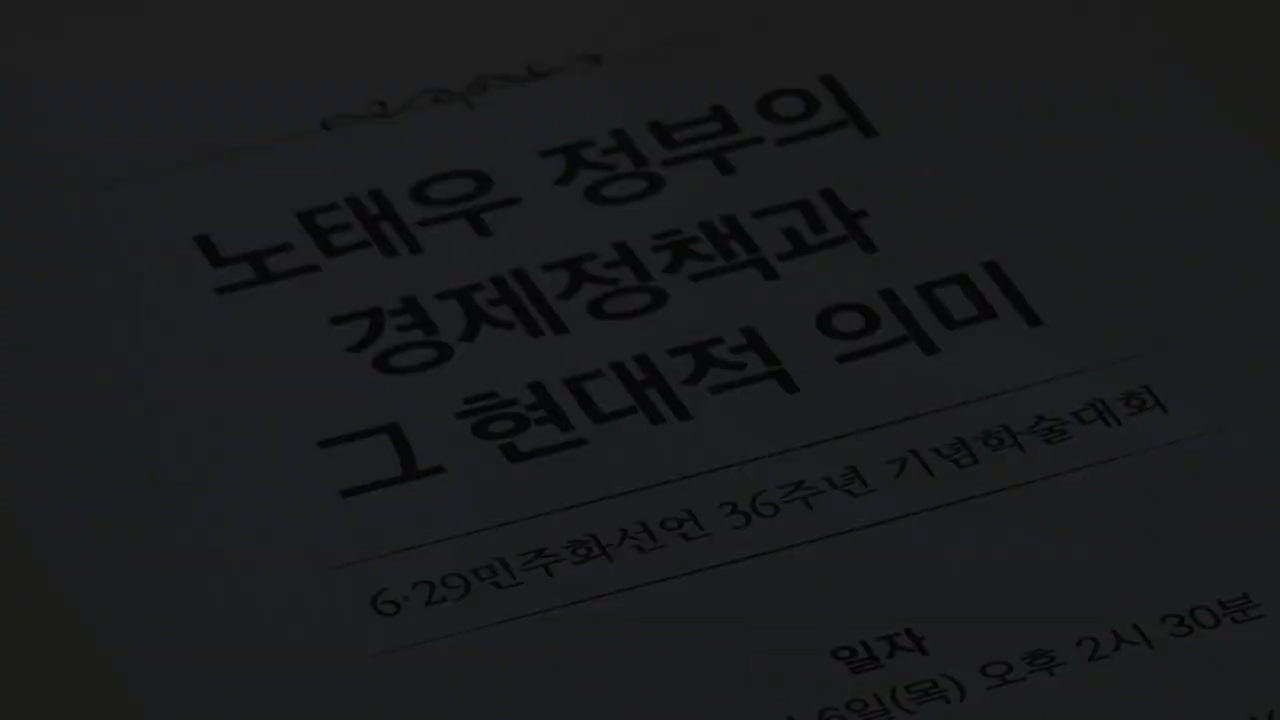 노태우 정부의
경제정책과
그 현대적 의미
6·29민주화선언 36주년 기념학술대회
일자
6일(목) 오후 2시 30분